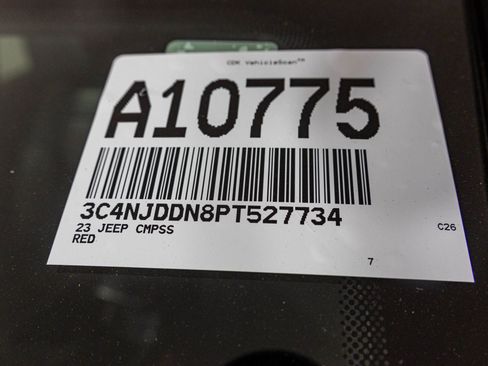 CDK VehicleScan™
A10775
3C4NJDDN8PT527734
23 JEEP CMPSS
RED
C26
7